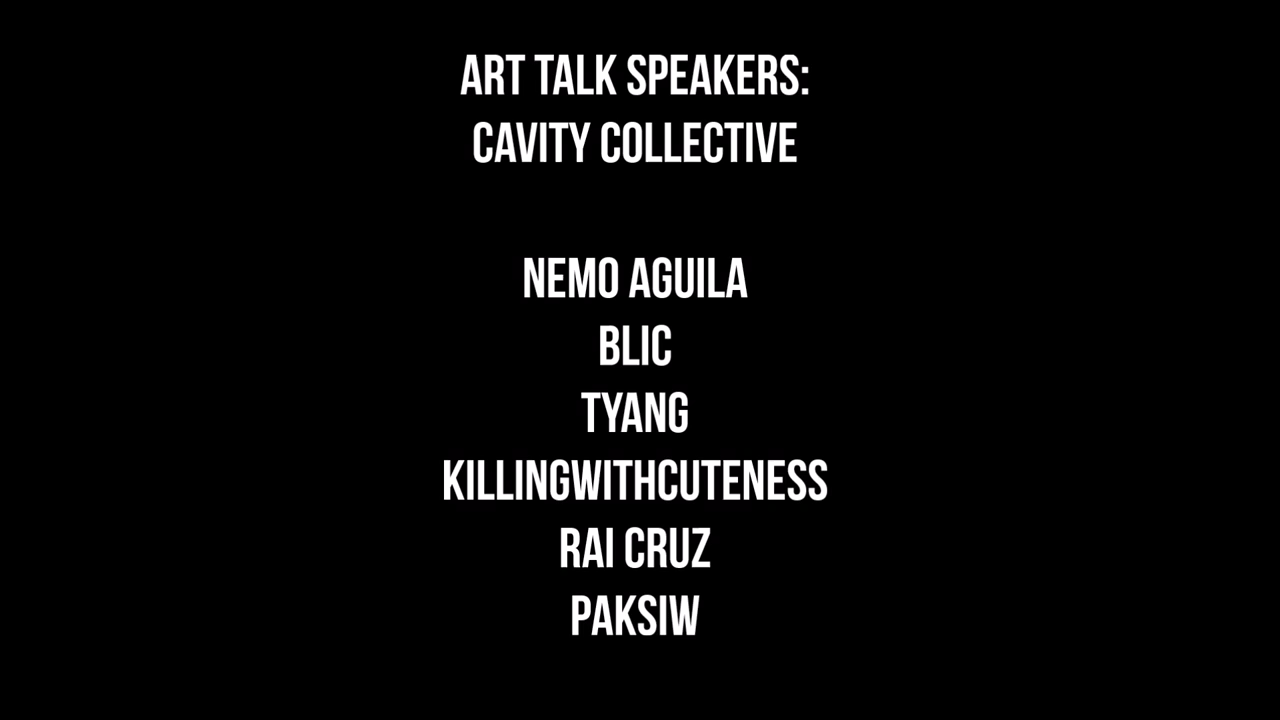 ART TALK SPEAKERS:
CAVITY COLLECTIVE
NEMO AGUILA
BLIC
TYANG
KILLINGWITHCUTENESS
RAI CRUZ
PAKSIW